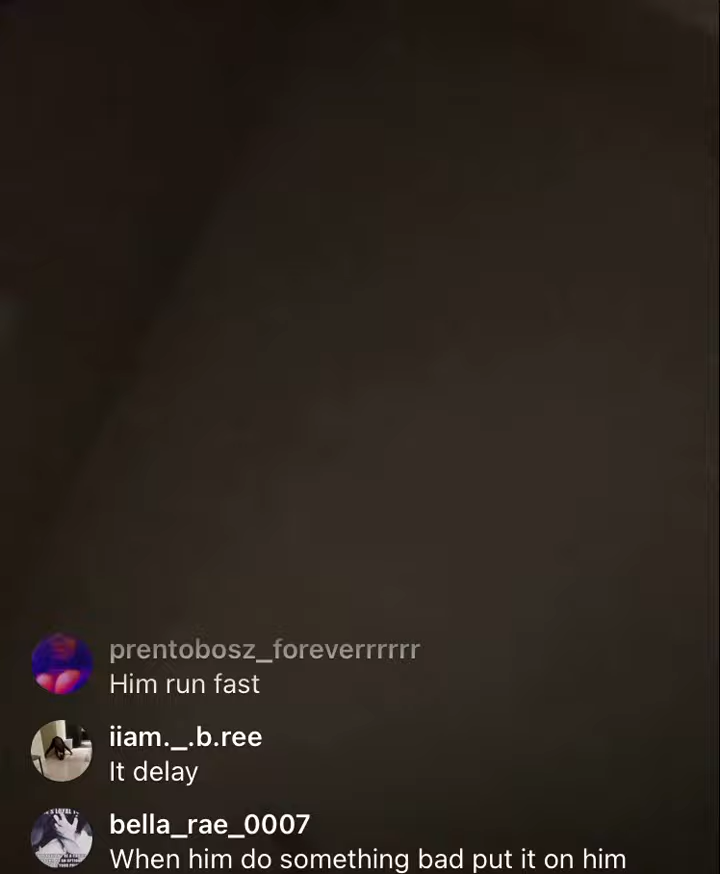 prentobosz_foreverrrrrr
Him run fast
iiam._.b.ree
It delay
bella_rae_0007
When him do something bad put it on him